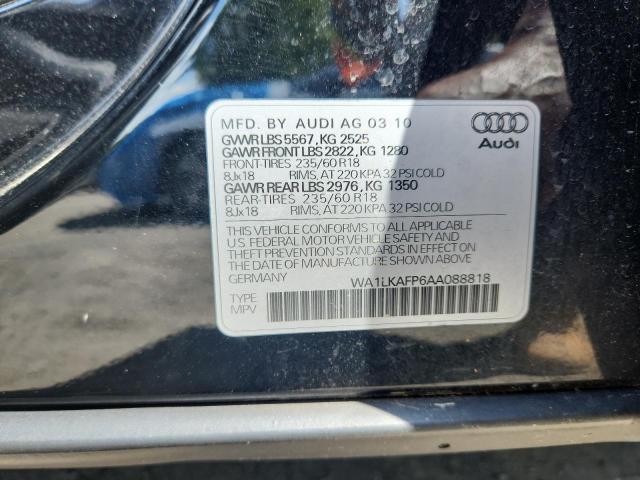 MFD. BY AUDI AG 03 10
GVWR LBS 5567, KG 2525
GAWR FRONT LBS 2822, KG 1280
FRONT-TIRES 235/60 R18
8Jx18 RIMS, AT 220 KPA 32 PSI COLD
GAWR REAR LBS 2976, KG 1350
REAR-TIRES 235/60 R18
8Jx18 RIMS, AT 220 KPA 32 PSI COLD
THIS VEHICLE CONFORMS TO ALL APPLICABLE
U.S. FEDERAL MOTOR VEHICLE SAFETY AND
THEFT PREVENTION STANDARDS IN EFFECT ON
THE DATE OF MANUFACTURE SHOWN ABOVE
GERMANY WA1LKAFP6AA088818
TYPE
MPV
Audi